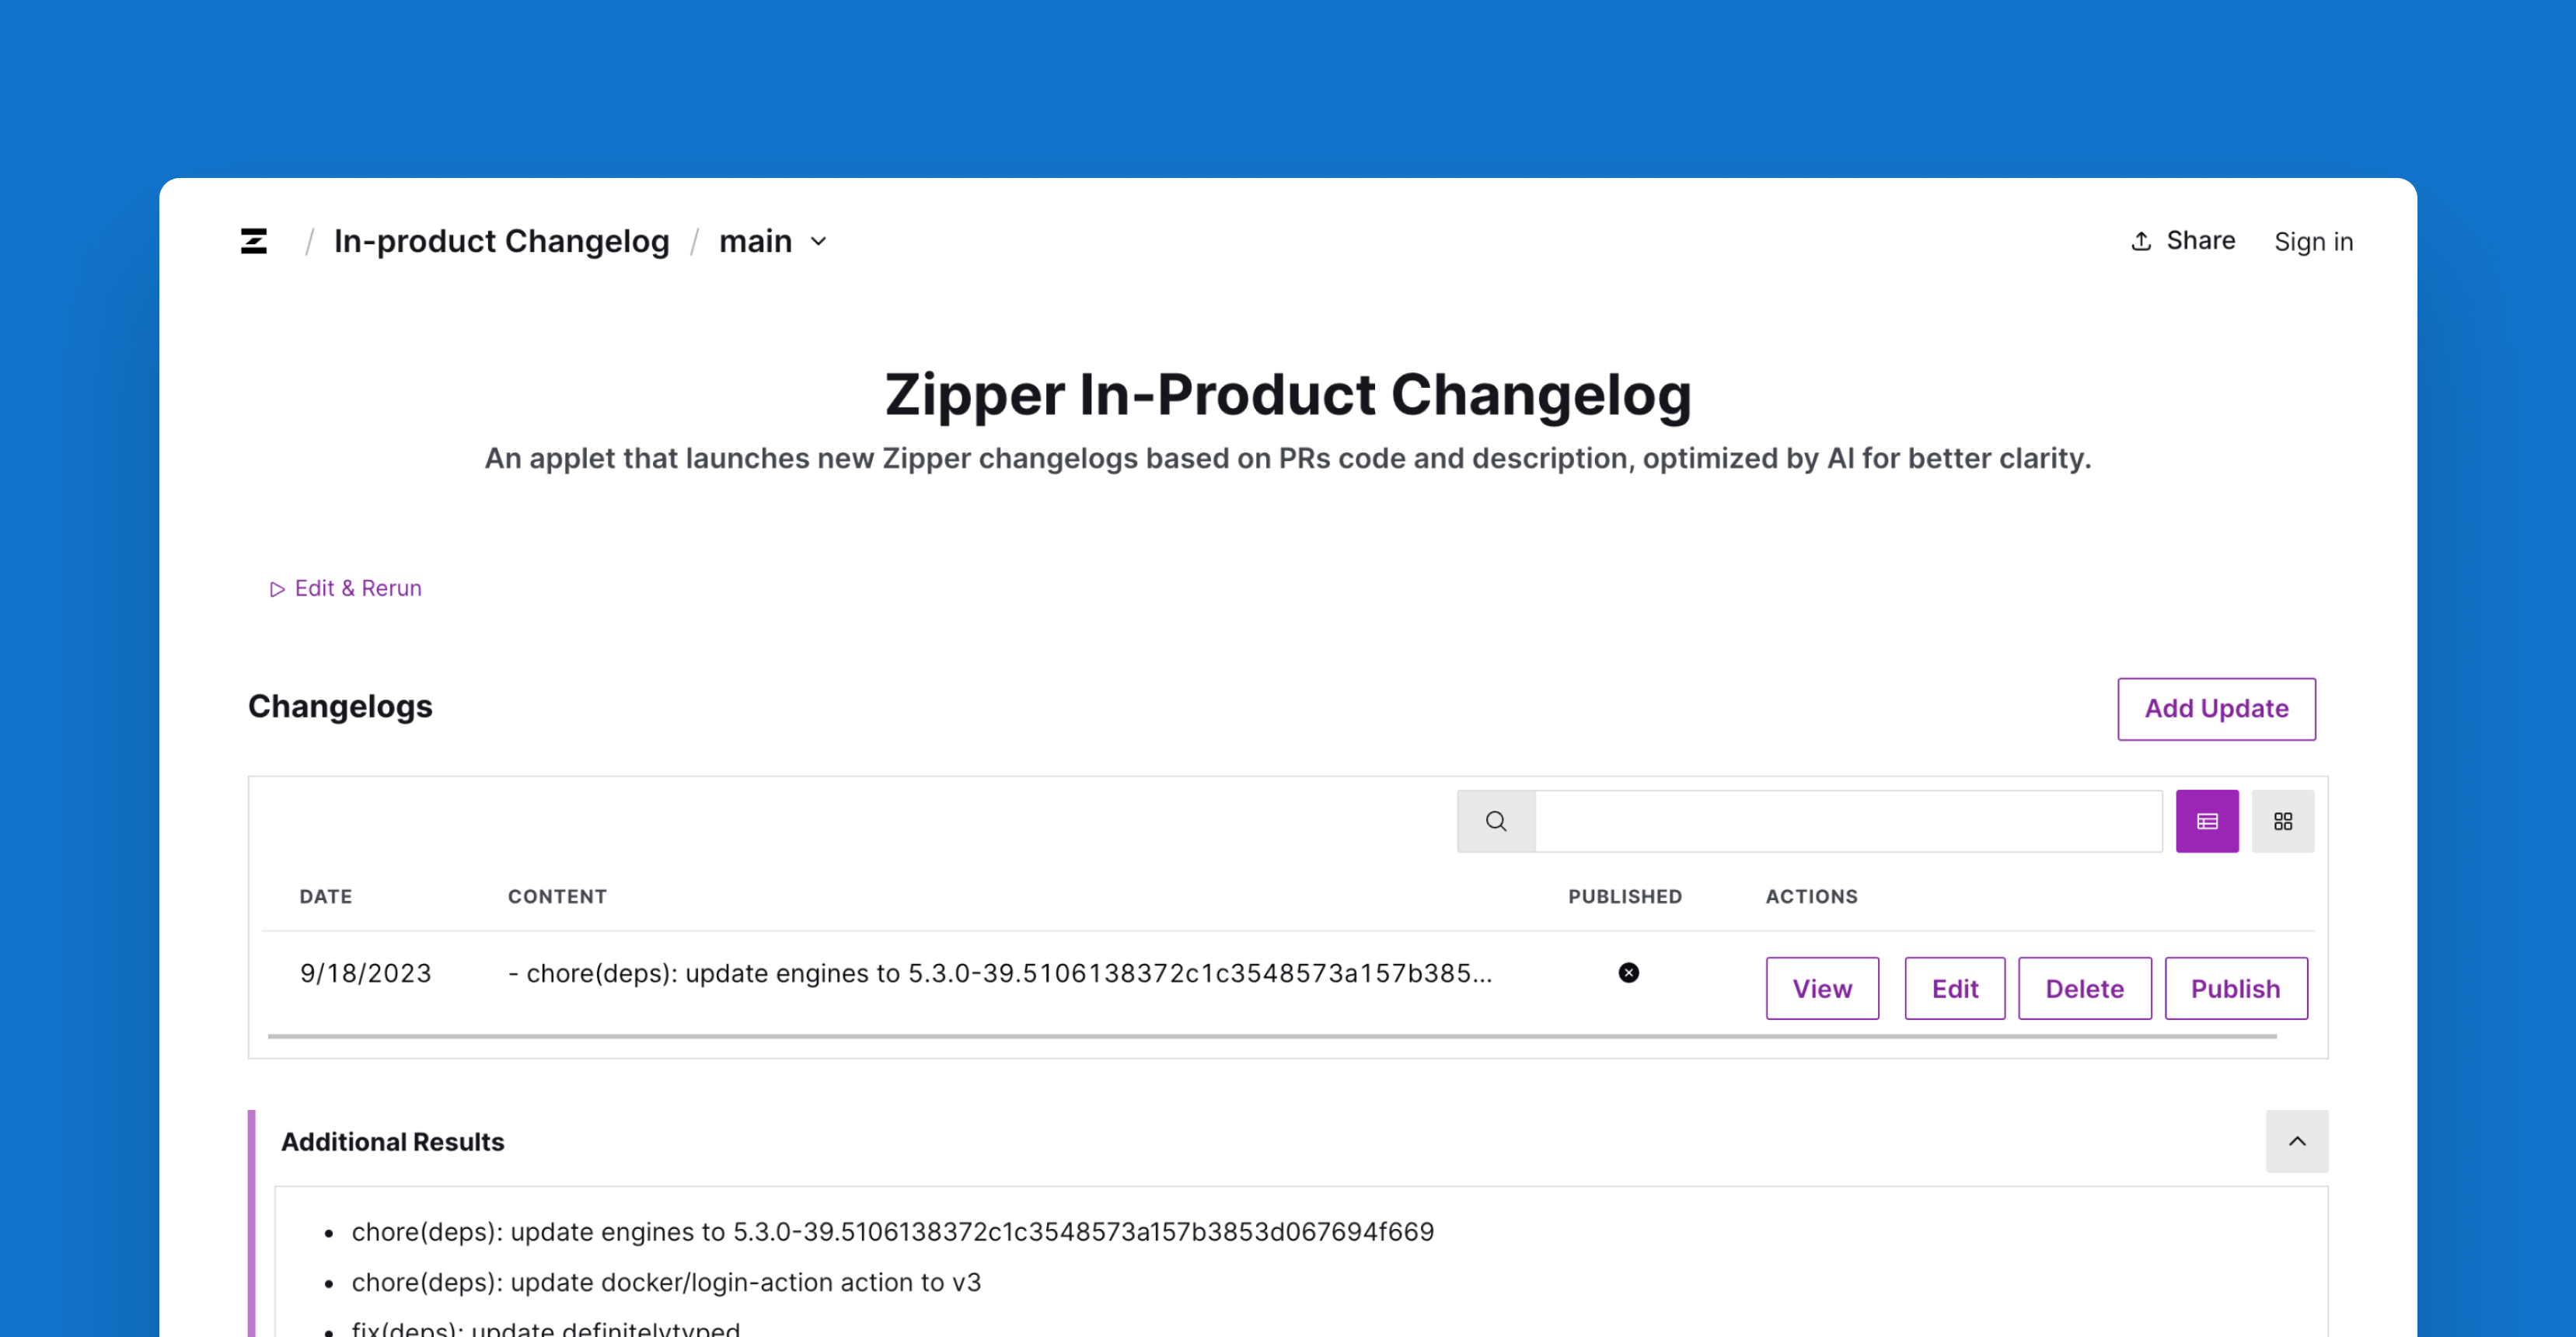 / In-product Changelog / main
Share Sign in
Zipper In-Product Changelog
An applet that launches new Zipper changelogs based on PRs code and description, optimized by AI for better clarity.
Edit & Rerun
Changelogs
Add Update
DATE CONTENT PUBLISHED ACTIONS
9/18/2023 - chore(deps): update engines to 5.3.0-39.5106138372c1c3548573a157b385... View Edit Delete Publish
Additional Results
• chore(deps): update engines to 5.3.0-39.5106138372c1c3548573a157b3853d067694f669
• chore(deps): update docker/login-action action to v3
• fix(deps): update definitelytyped